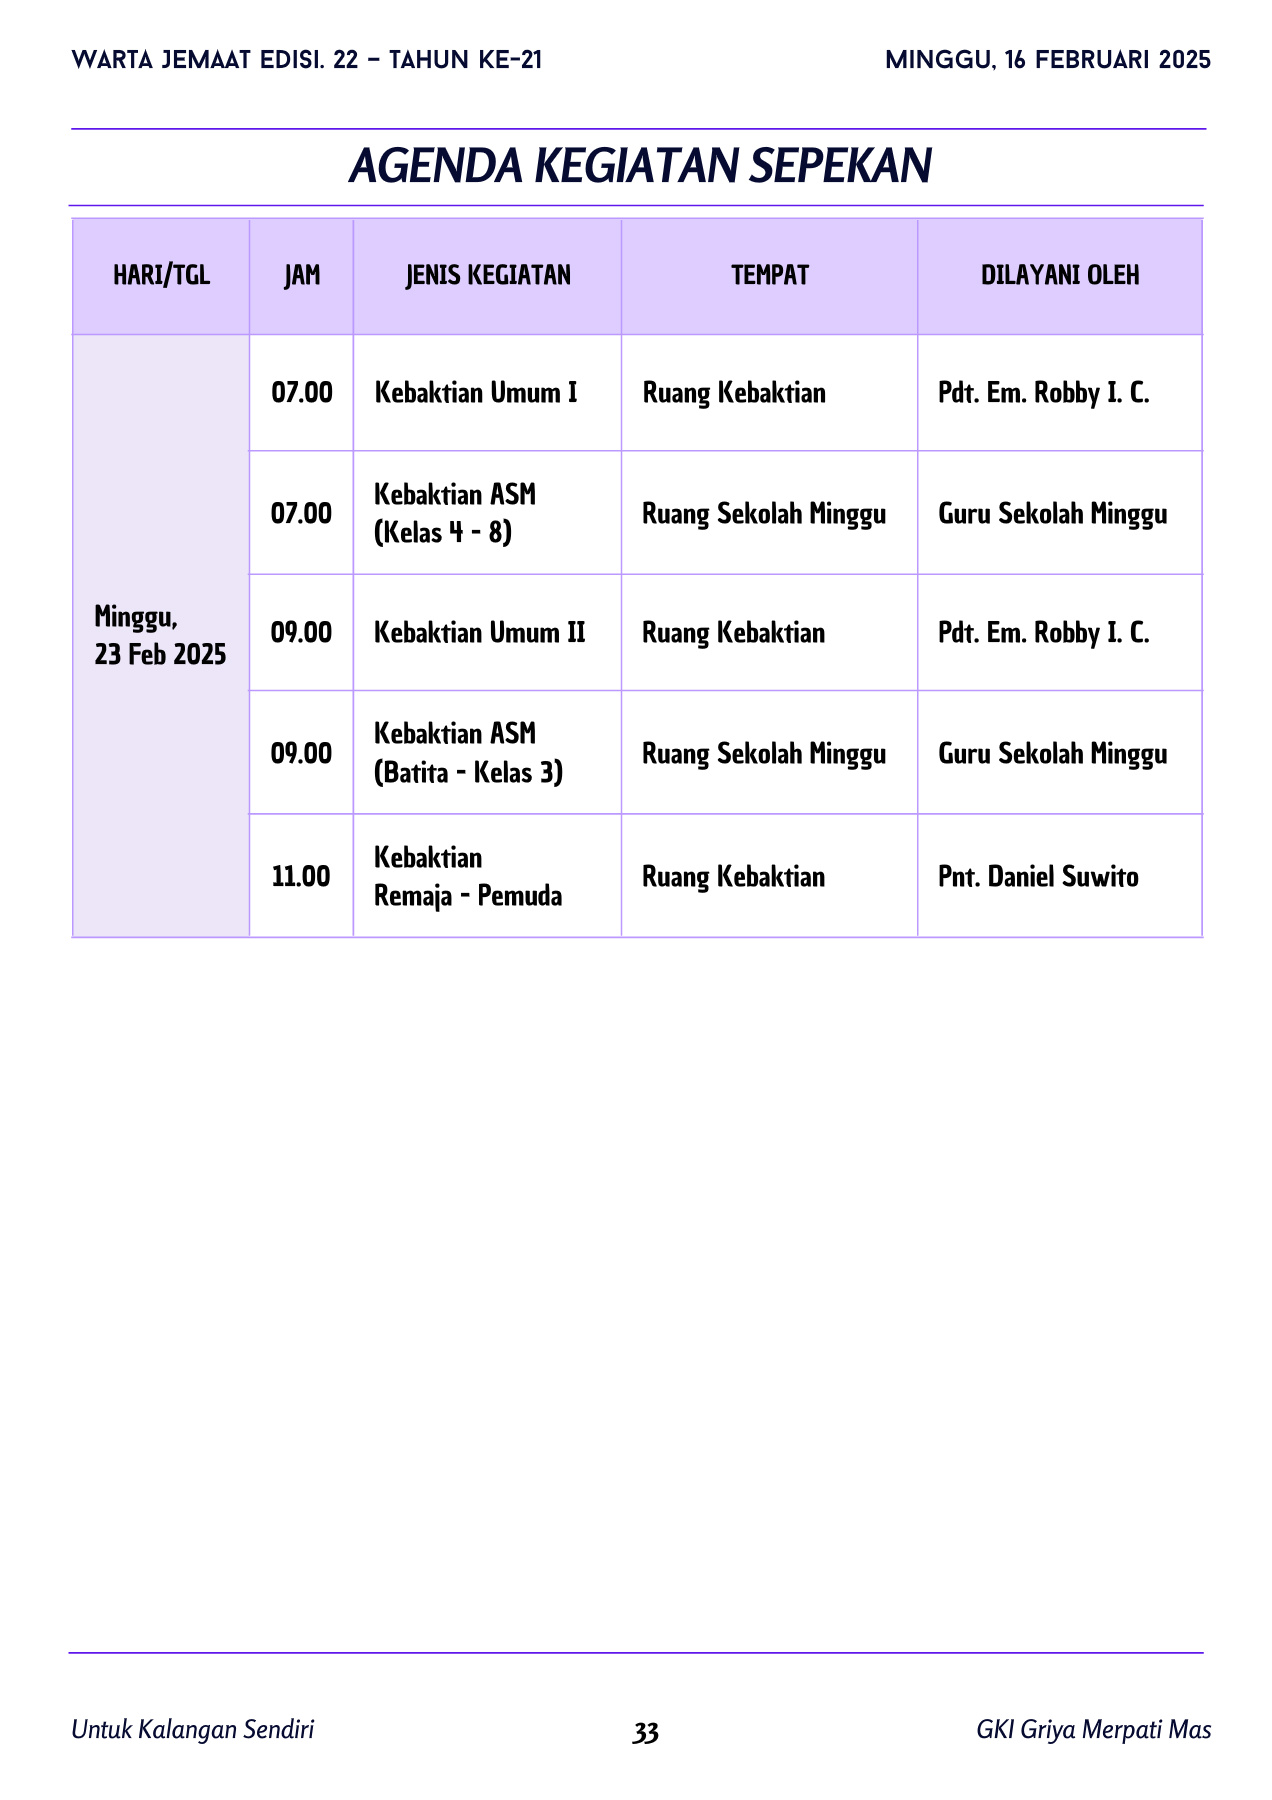 WARTA JEMAAT EDISI. 22 – TAHUN KE-21
MINGGU, 16 FEBRUARI 2025
AGENDA KEGIATAN SEPEKAN
HARI/TGL JAM JENIS KEGIATAN TEMPAT DILAYANI OLEH
Minggu,
23 Feb 2025
07.00 Kebaktian Umum I Ruang Kebaktian Pdt. Em. Robby I. C.
07.00 Kebaktian ASM
(Kelas 4 - 8) Ruang Sekolah Minggu Guru Sekolah Minggu
09.00 Kebaktian Umum II Ruang Kebaktian Pdt. Em. Robby I. C.
09.00 Kebaktian ASM
(Batita - Kelas 3) Ruang Sekolah Minggu Guru Sekolah Minggu
11.00 Kebaktian
Remaja - Pemuda Ruang Kebaktian Pnt. Daniel Suwito
Untuk Kalangan Sendiri
33
GKI Griya Merpati Mas